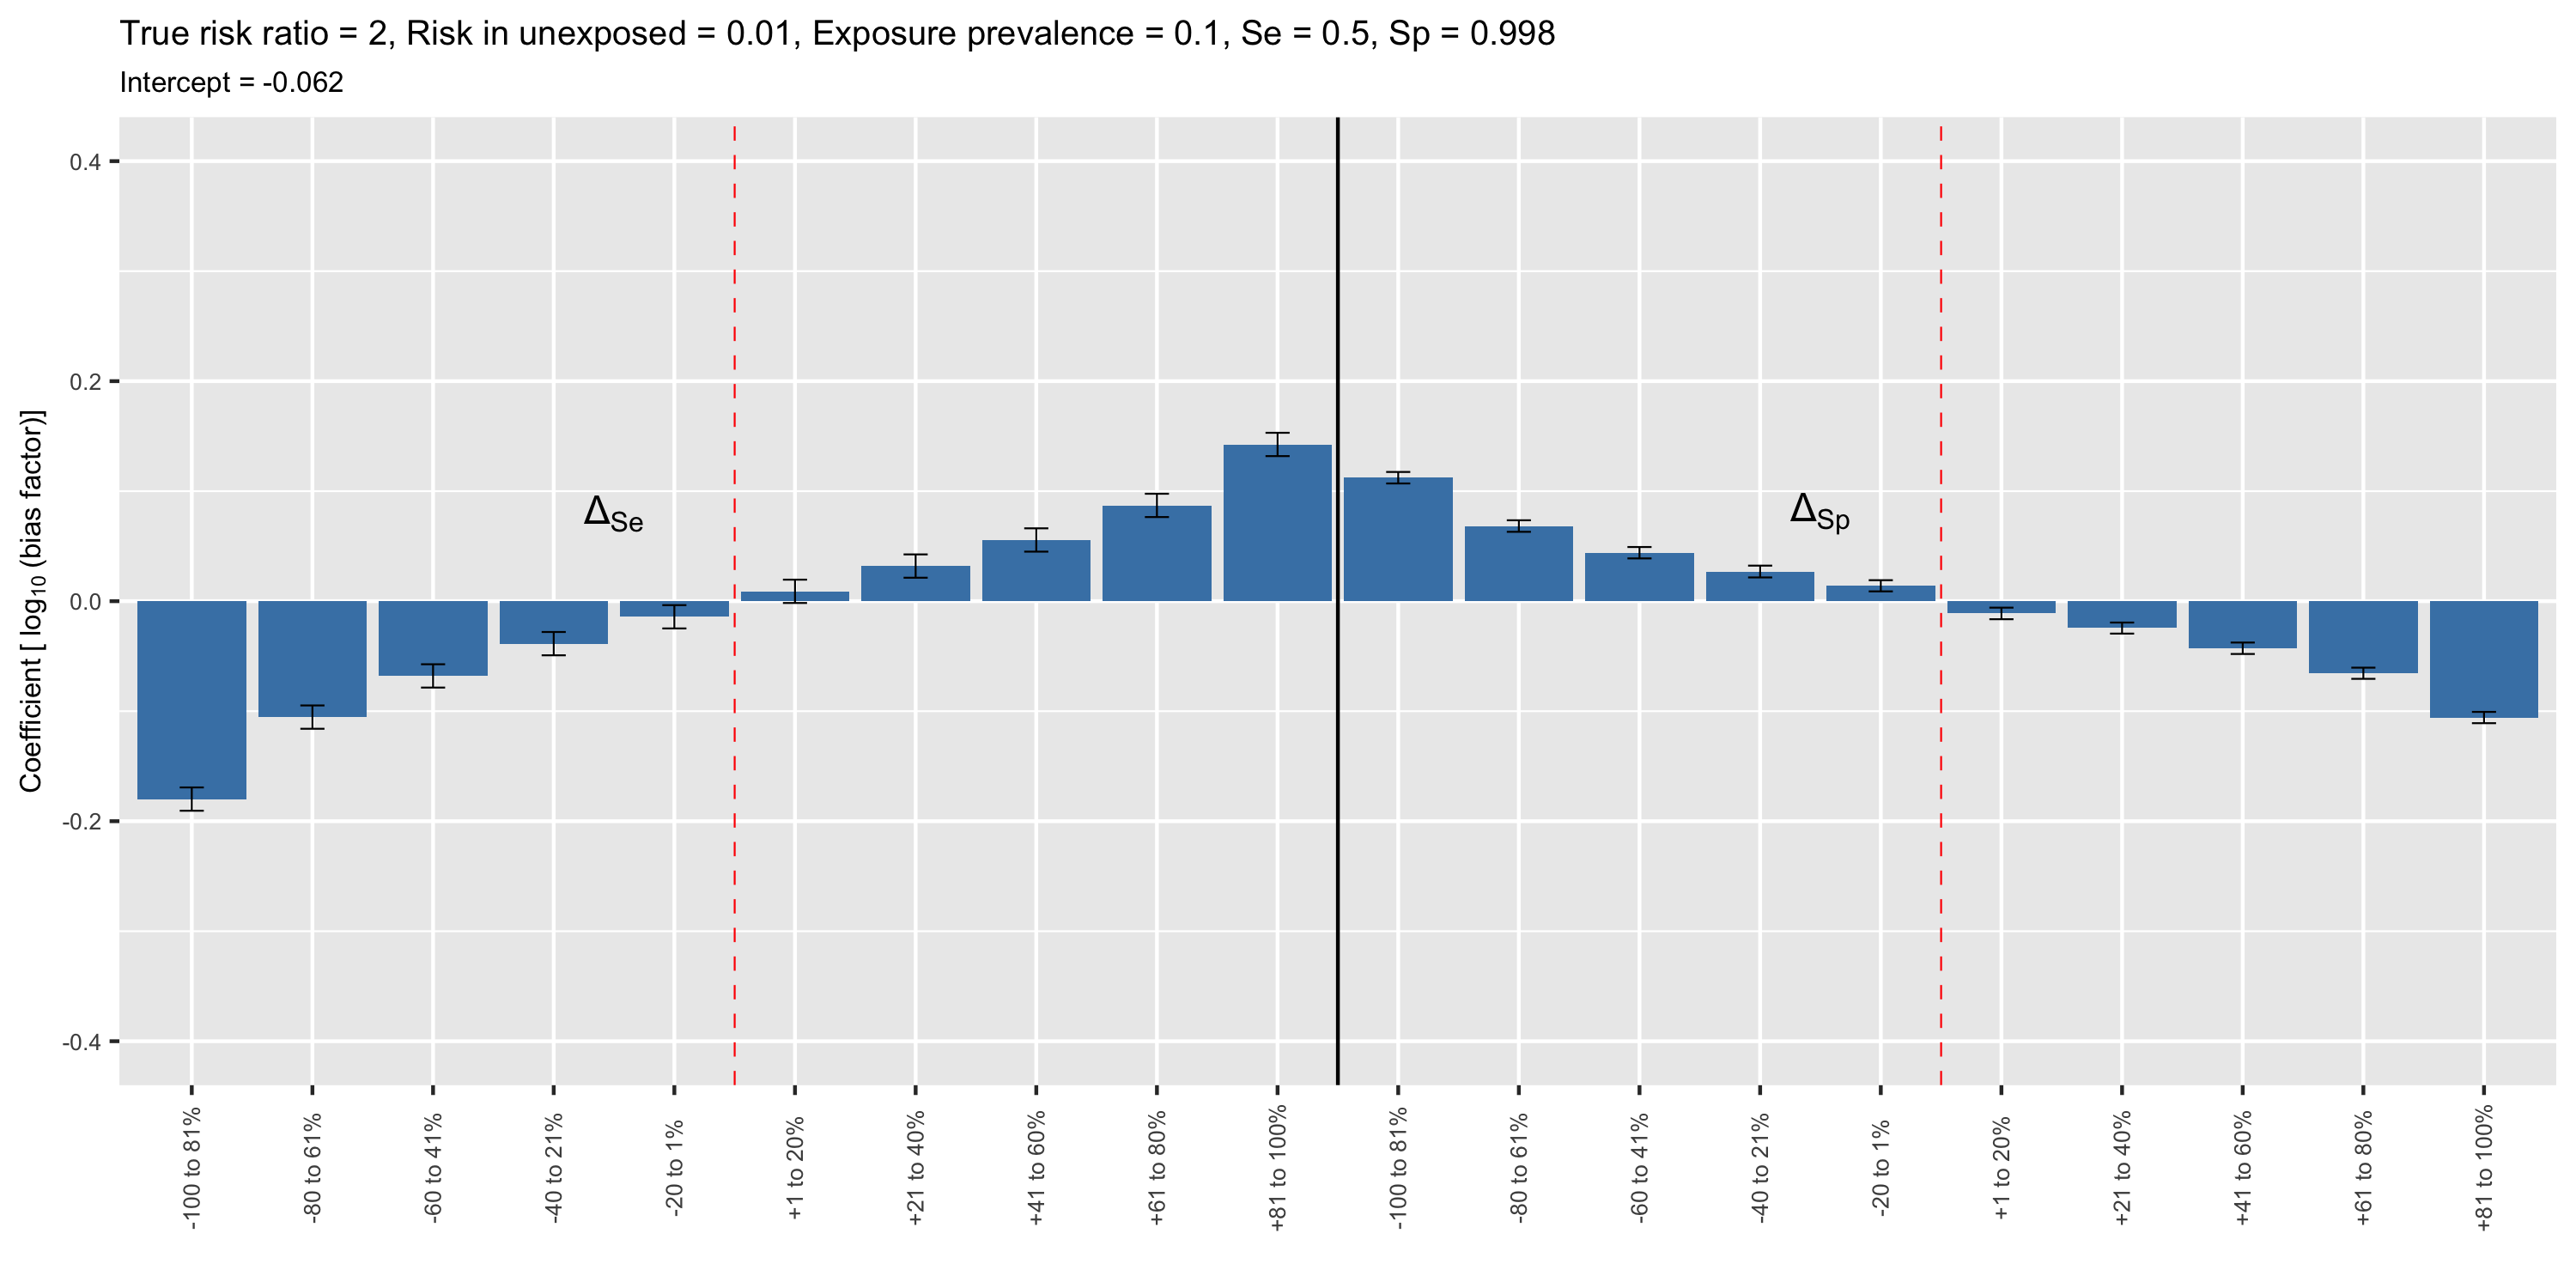 True risk ratio = 2, Risk in unexposed = 0.01, Exposure prevalence = 0.1, Se = 0.5, Sp = 0.998
Intercept = -0.062
Coefficient [ log10 (bias factor)]
0.4
0.2
0.0
-0.2
-0.4
ΔSe
ΔSp
-100 to 81%
-80 to 61%
-60 to 41%
-40 to 21%
-20 to 1%
+1 to 20%
+21 to 40%
+41 to 60%
+61 to 80%
+81 to 100%
-100 to 81%
-80 to 61%
-60 to 41%
-40 to 21%
-20 to 1%
+1 to 20%
+21 to 40%
+41 to 60%
+61 to 80%
+81 to 100%